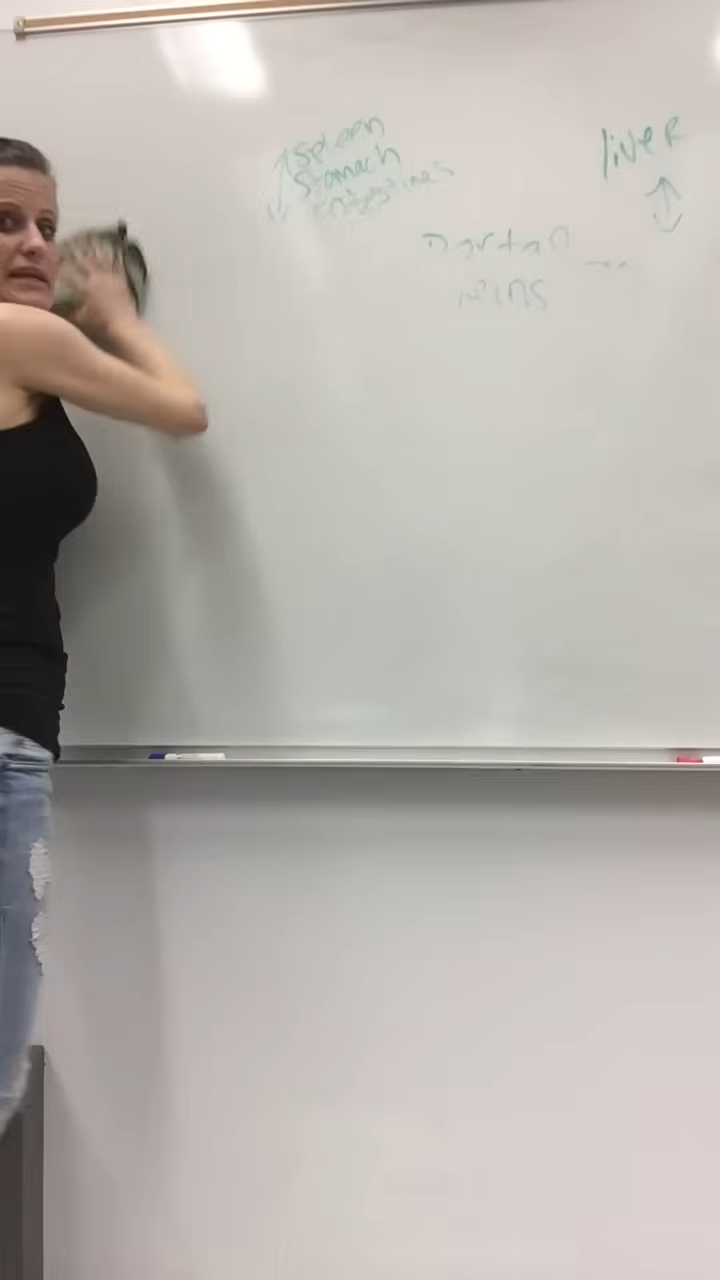 spleen
stomach
intestines
liver
portal
veins